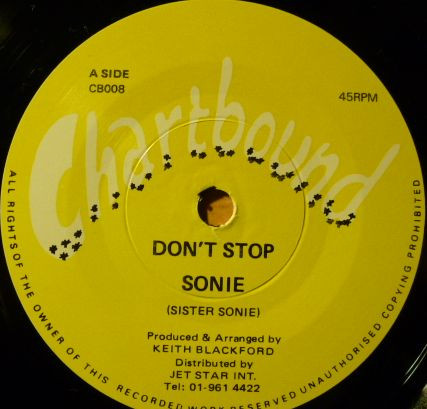 A SIDE
CB008
45RPM
Chartbound
DON'T STOP
SONIE
(SISTER SONIE)
Produced & Arranged by
KEITH BLACKFORD
Distributed by
JET STAR INT.
Tel: 01-961 4422
ALL RIGHTS OF THE OWNER OF THIS RECORDED WORK RESERVED UNAUTHORISED COPYING PROHIBITED